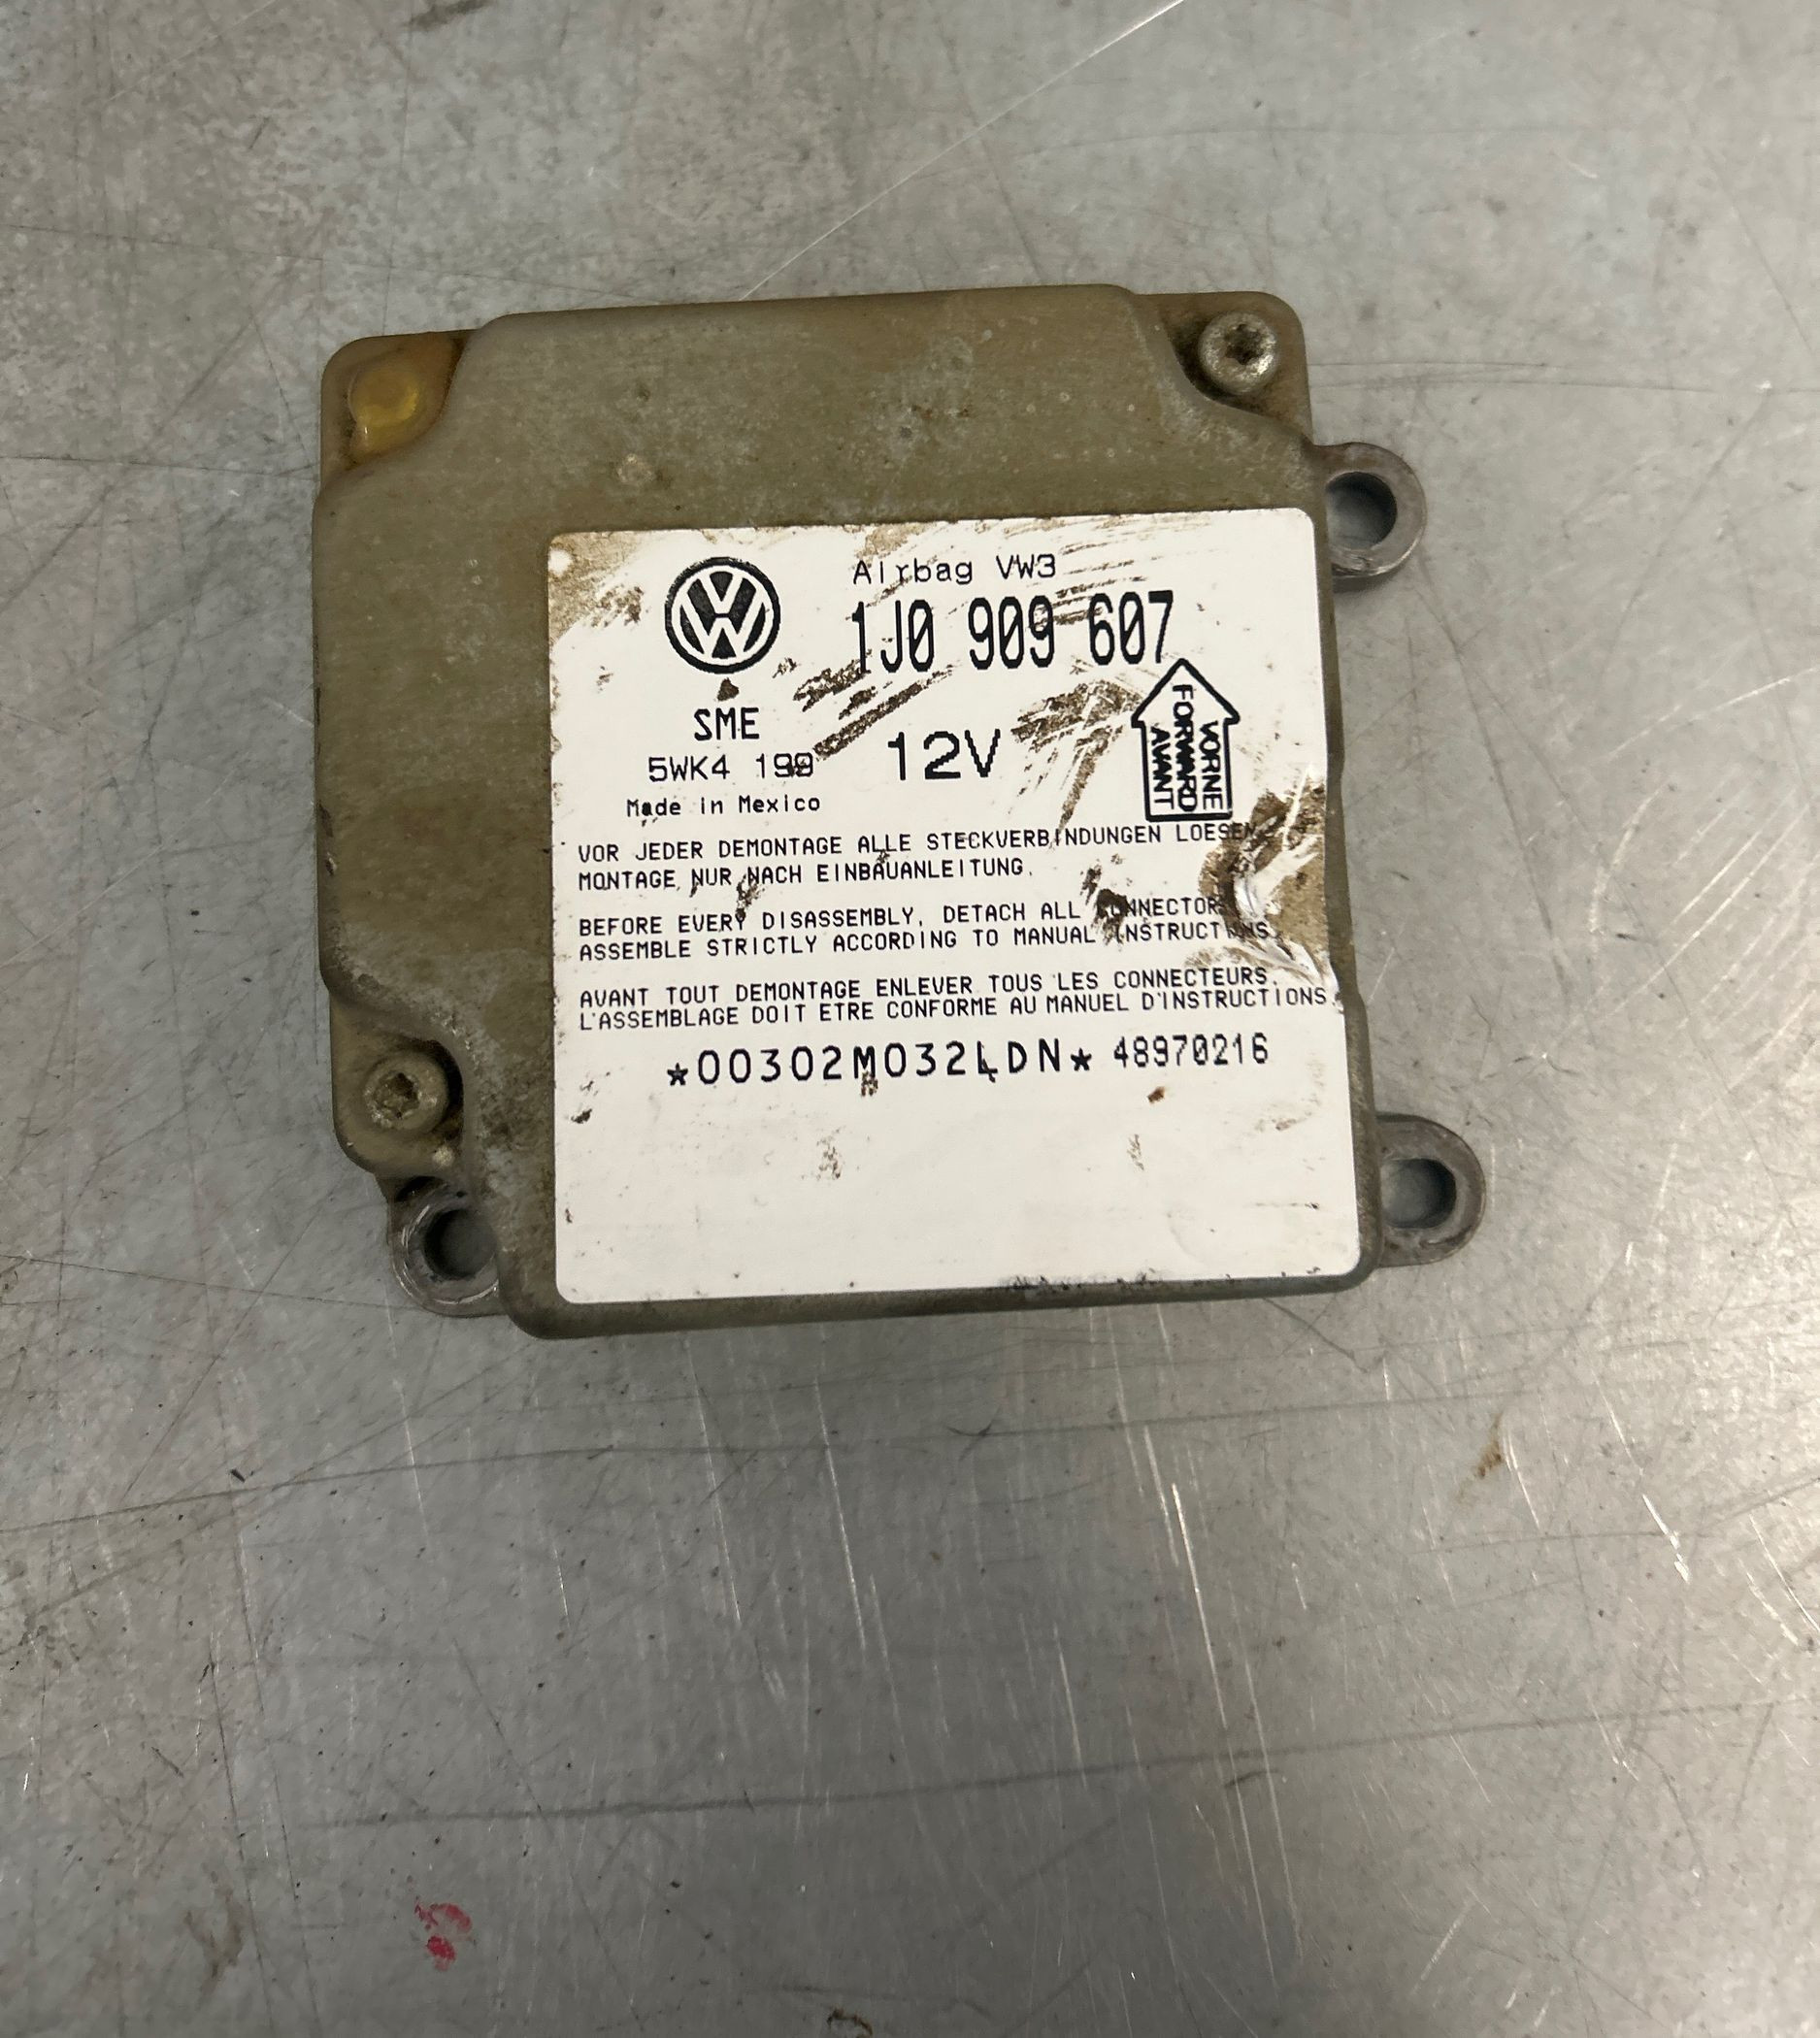 Airbag VW3
1J0 909 607
SME
12V
5WK4
Made in Mexico
VORNE
FORWARD
AVANT
VOR JEDER DEMONTAGE ALLE STECKVERBINDUNGEN LOESEN
MONTAGE NUR NACH EINBAUANLEITUNG.
BEFORE EVERY DISASSEMBLY, DETACH ALL CONNECTORS
ASSEMBLE STRICTLY ACCORDING TO MANUAL INSTRUCTIONS
AVANT TOUT DEMONTAGE ENLEVER TOUS LES CONNECTEURS.
L'ASSEMBLAGE DOIT ETRE CONFORME AU MANUEL D'INSTRUCTIONS.
*00302M032LDN* 48970216